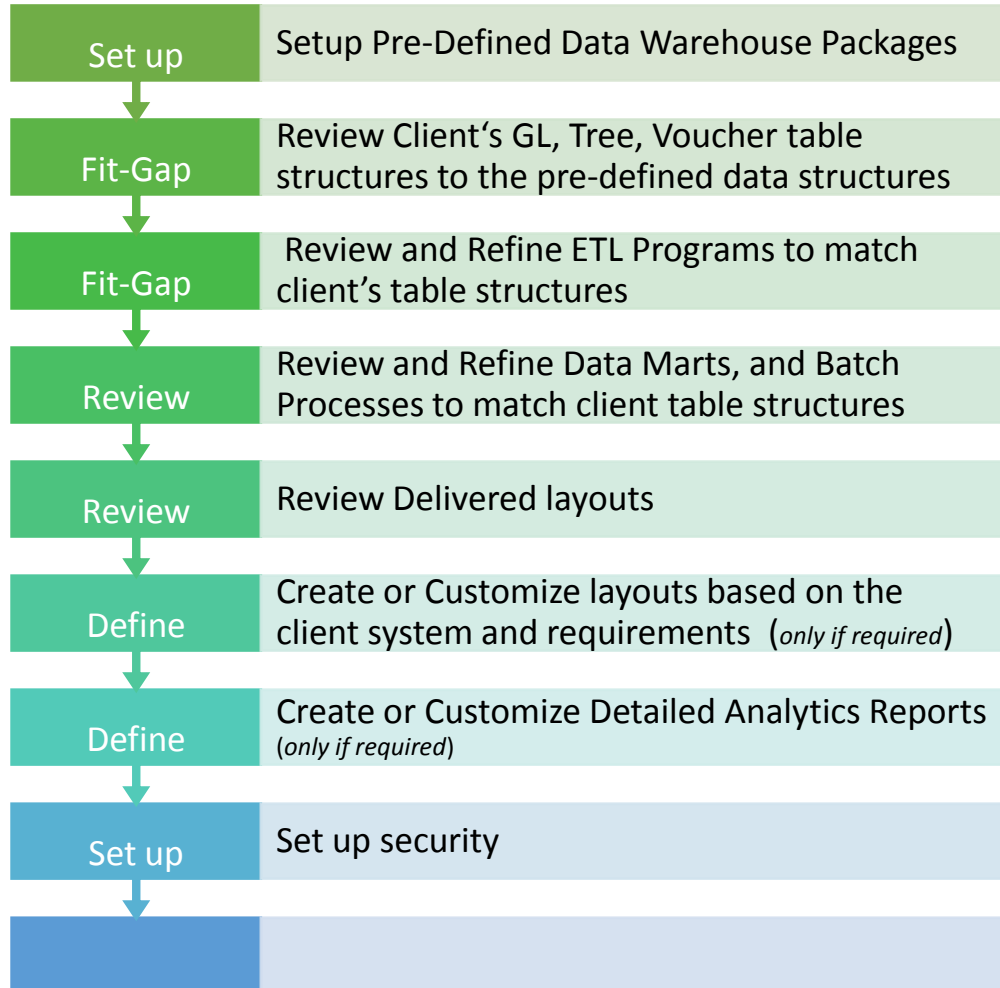 Set up
Setup Pre-Defined Data Warehouse Packages
Fit-Gap
Review Client‘s GL, Tree, Voucher table
structures to the pre-defined data structures
Fit-Gap
Review and Refine ETL Programs to match
client’s table structures
Review
Review and Refine Data Marts, and Batch
Processes to match client table structures
Review
Review Delivered layouts
Define
Create or Customize layouts based on the
client system and requirements (only if required)
Define
Create or Customize Detailed Analytics Reports
(only if required)
Set up
Set up security